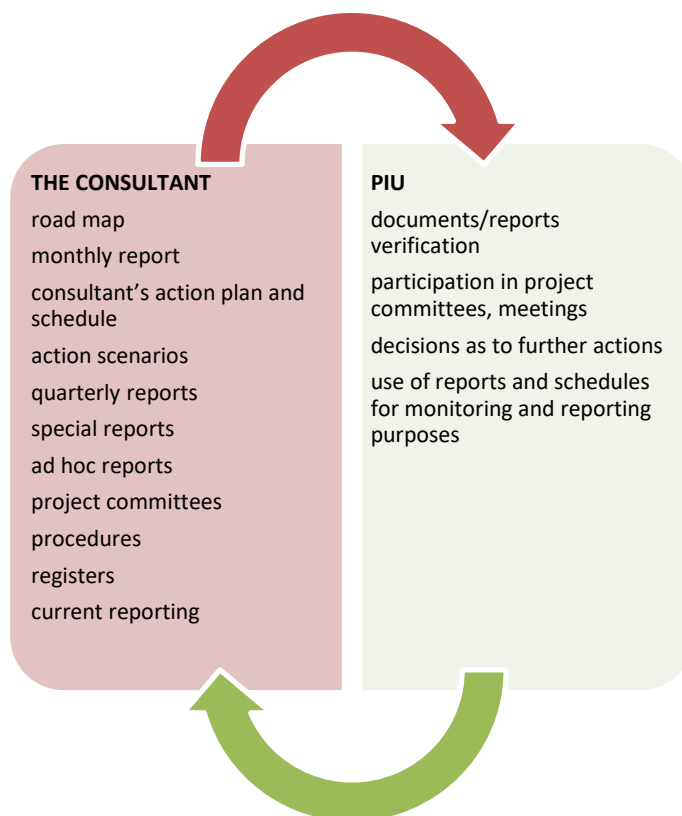 THE CONSULTANT
road map
monthly report
consultant’s action plan and
schedule
action scenarios
quarterly reports
special reports
ad hoc reports
project committees
procedures
registers
current reporting
PIU
documents/reports
verification
participation in project
committees, meetings
decisions as to further actions
use of reports and schedules
for monitoring and reporting
purposes